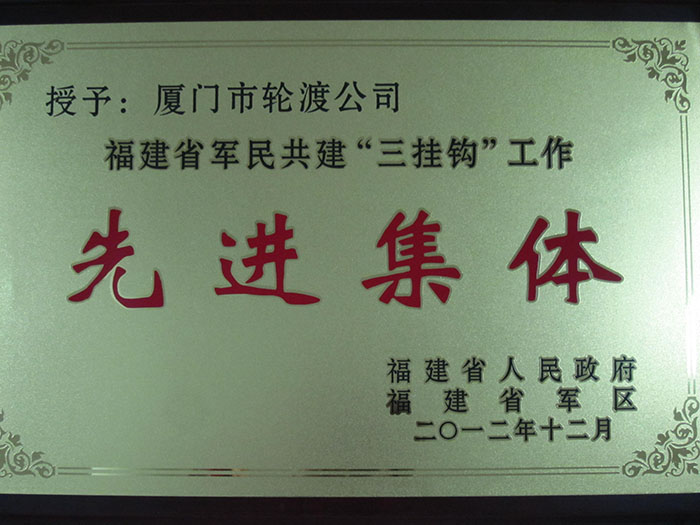 授予：厦门市轮渡公司
福建省军民共建“三挂钩”工作
先进集体
福建省人民政府
福建省军区
二〇一二年十二月